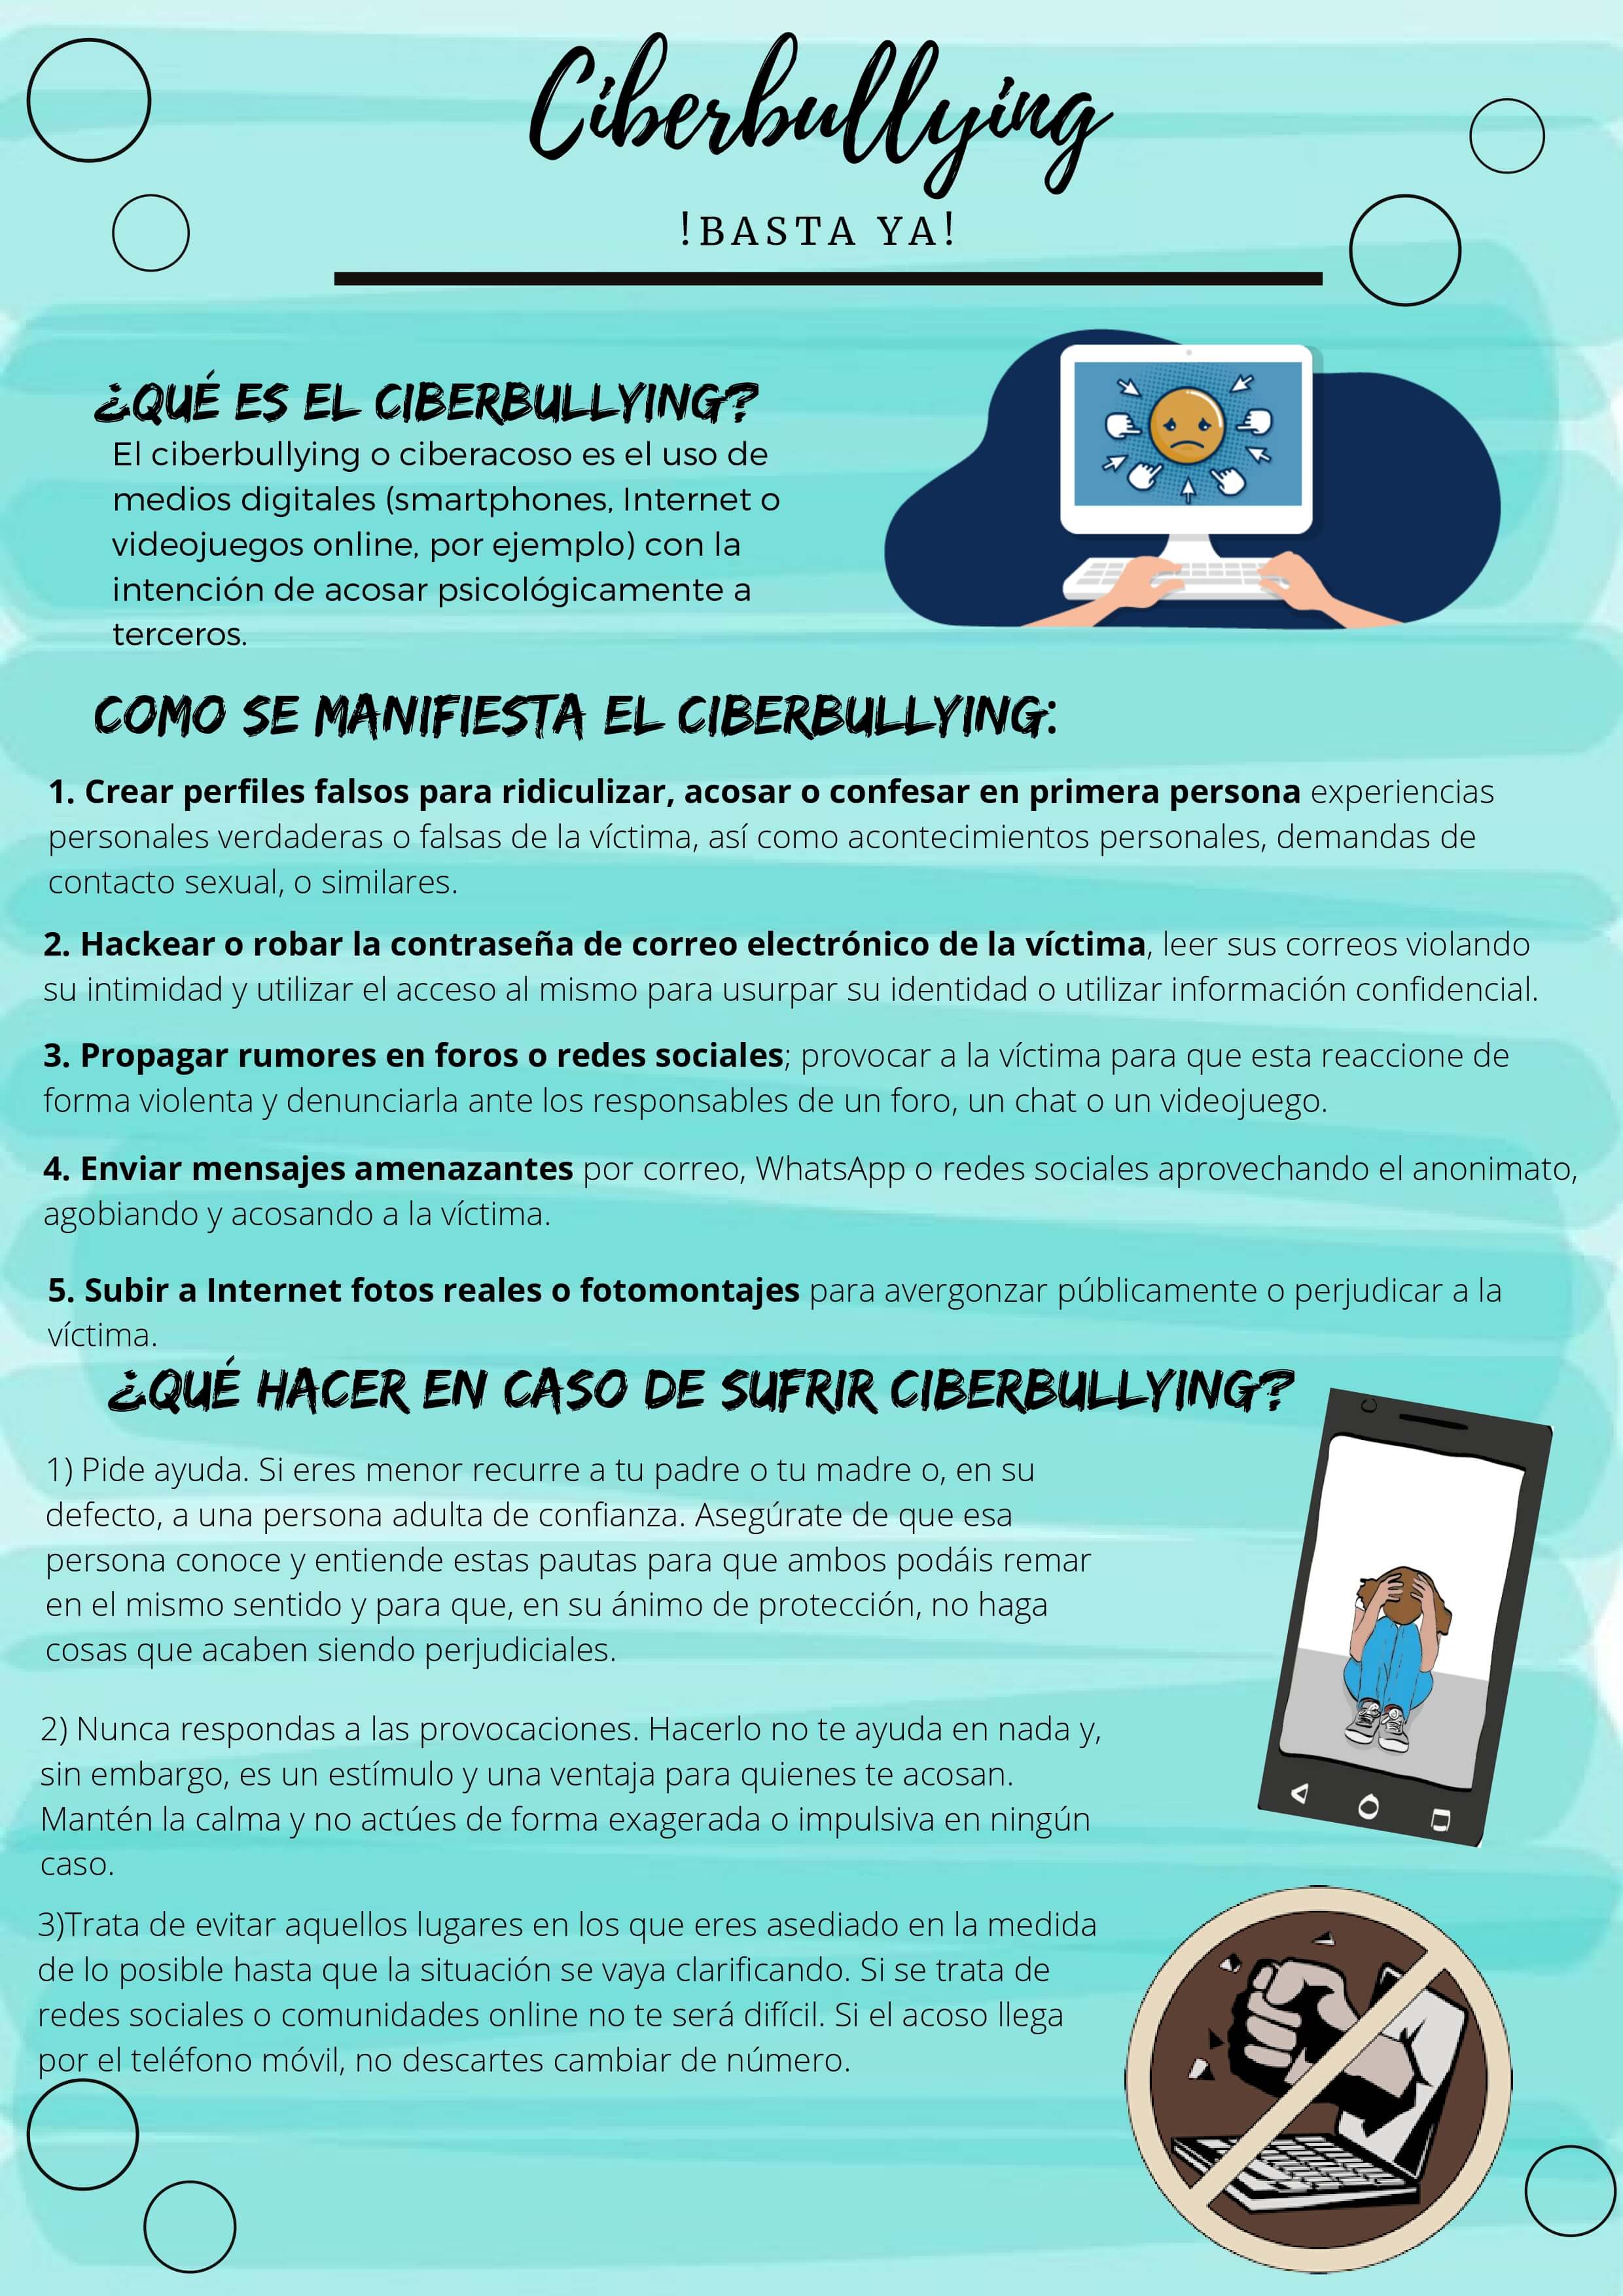 Ciberbullying
!BASTA YA!
¿QUÉ ES EL CIBERBULLYING?
El ciberbullying o ciberacoso es el uso de
medios digitales (smartphones, Internet o
videojuegos online, por ejemplo) con la
intención de acosar psicológicamente a
terceros.
COMO SE MANIFIESTA EL CIBERBULLYING:
1. Crear perfiles falsos para ridiculizar, acosar o confesar en primera persona experiencias
personales verdaderas o falsas de la víctima, así como acontecimientos personales, demandas de
contacto sexual, o similares.
2. Hackear o robar la contraseña de correo electrónico de la víctima, leer sus correos violando
su intimidad y utilizar el acceso al mismo para usurpar su identidad o utilizar información confidencial.
3. Propagar rumores en foros o redes sociales; provocar a la víctima para que esta reaccione de
forma violenta y denunciarla ante los responsables de un foro, un chat o un videojuego.
4. Enviar mensajes amenazantes por correo, WhatsApp o redes sociales aprovechando el anonimato,
agobiando y acosando a la víctima.
5. Subir a Internet fotos reales o fotomontajes para avergonzar públicamente o perjudicar a la
víctima.
¿QUÉ HACER EN CASO DE SUFRIR CIBERBULLYING?
1) Pide ayuda. Si eres menor recurre a tu padre o tu madre o, en su
defecto, a una persona adulta de confianza. Asegúrate de que esa
persona conoce y entiende estas pautas para que ambos podáis remar
en el mismo sentido y para que, en su ánimo de protección, no haga
cosas que acaben siendo perjudiciales.
2) Nunca respondas a las provocaciones. Hacerlo no te ayuda en nada y,
sin embargo, es un estímulo y una ventaja para quienes te acosan.
Mantén la calma y no actúes de forma exagerada o impulsiva en ningún
caso.
3)Trata de evitar aquellos lugares en los que eres asediado en la medida
de lo posible hasta que la situación se vaya clarificando. Si se trata de
redes sociales o comunidades online no te será difícil. Si el acoso llega
por el teléfono móvil, no descartes cambiar de número.